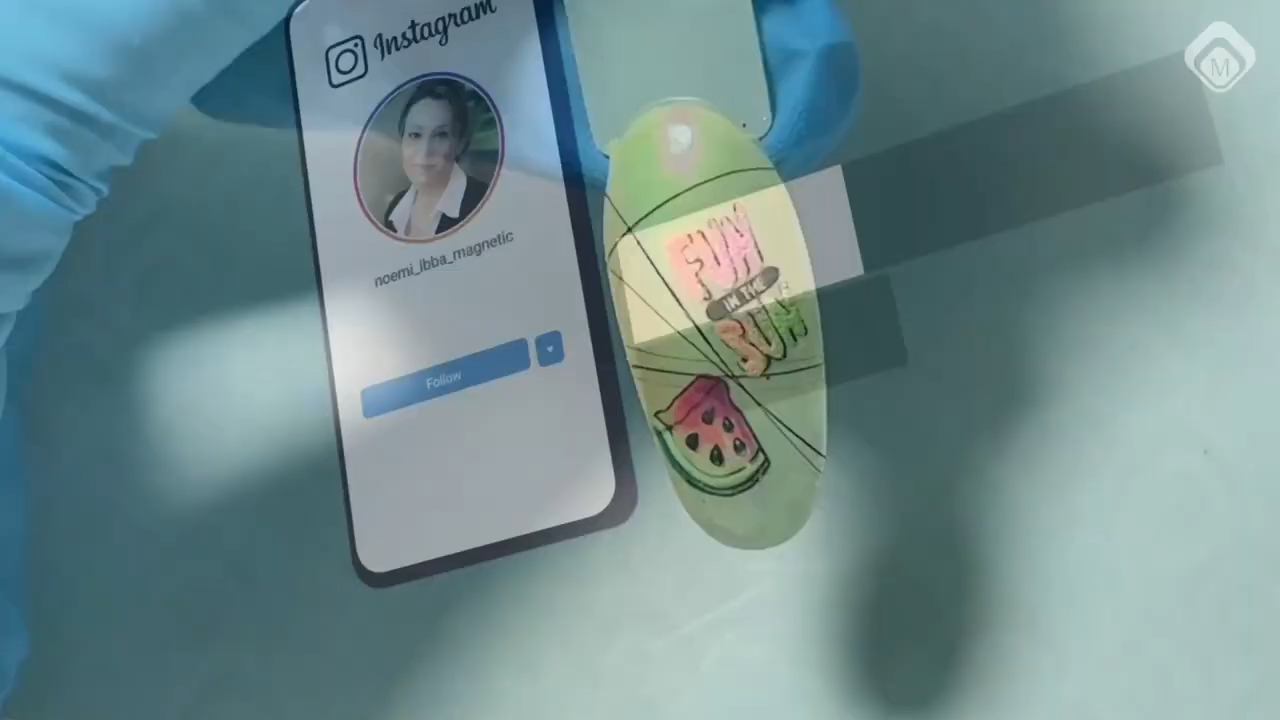 Instagram
noemi_ibba_magnetic
Follow
FUN
IN THE
SUN
M